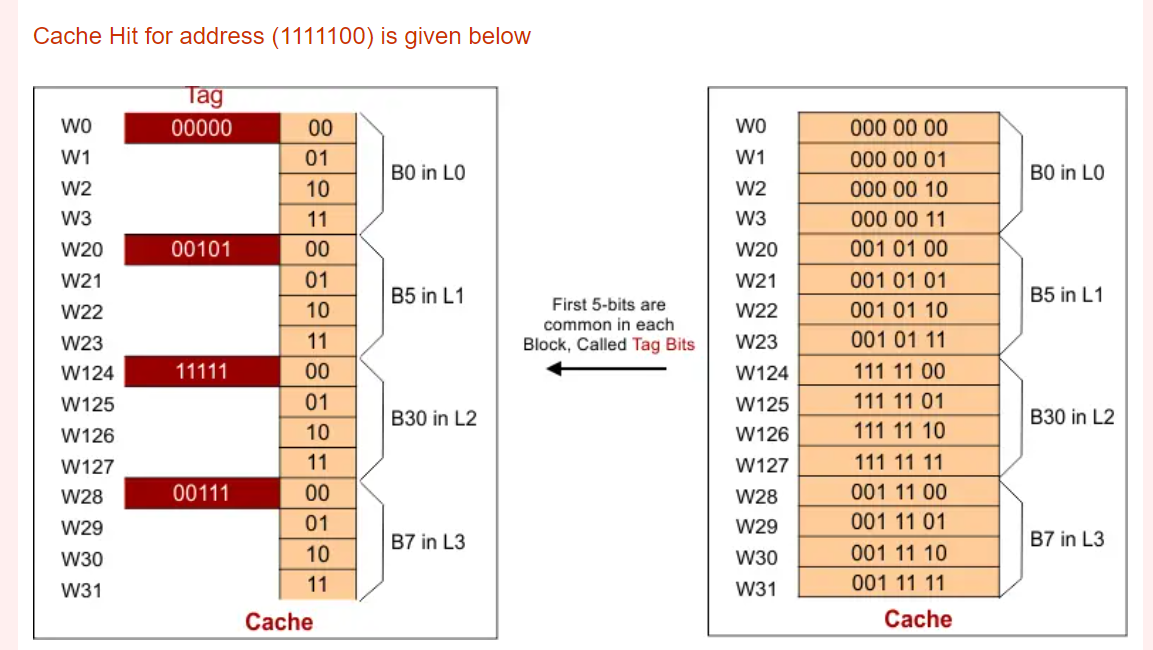 Cache Hit for address (1111100) is given below
Tag
W0 00000 00
W1 01
B0 in L0
W2 10
W3 11
W20 00101 00
W21 01
B5 in L1
W22 10
W23 11
W124 11111 00
W125 01
B30 in L2
W126 10
W127 11
W28 00111 00
W29 01
B7 in L3
W30 10
W31 11
Cache
First 5-bits are
common in each
Block, Called Tag Bits
W0 000 00 00
W1 000 00 01
B0 in L0
W2 000 00 10
W3 000 00 11
W20 001 01 00
W21 001 01 01
B5 in L1
W22 001 01 10
W23 001 01 11
W124 111 11 00
W125 111 11 01
B30 in L2
W126 111 11 10
W127 111 11 11
W28 001 11 00
W29 001 11 01
B7 in L3
W30 001 11 10
W31 001 11 11
Cache